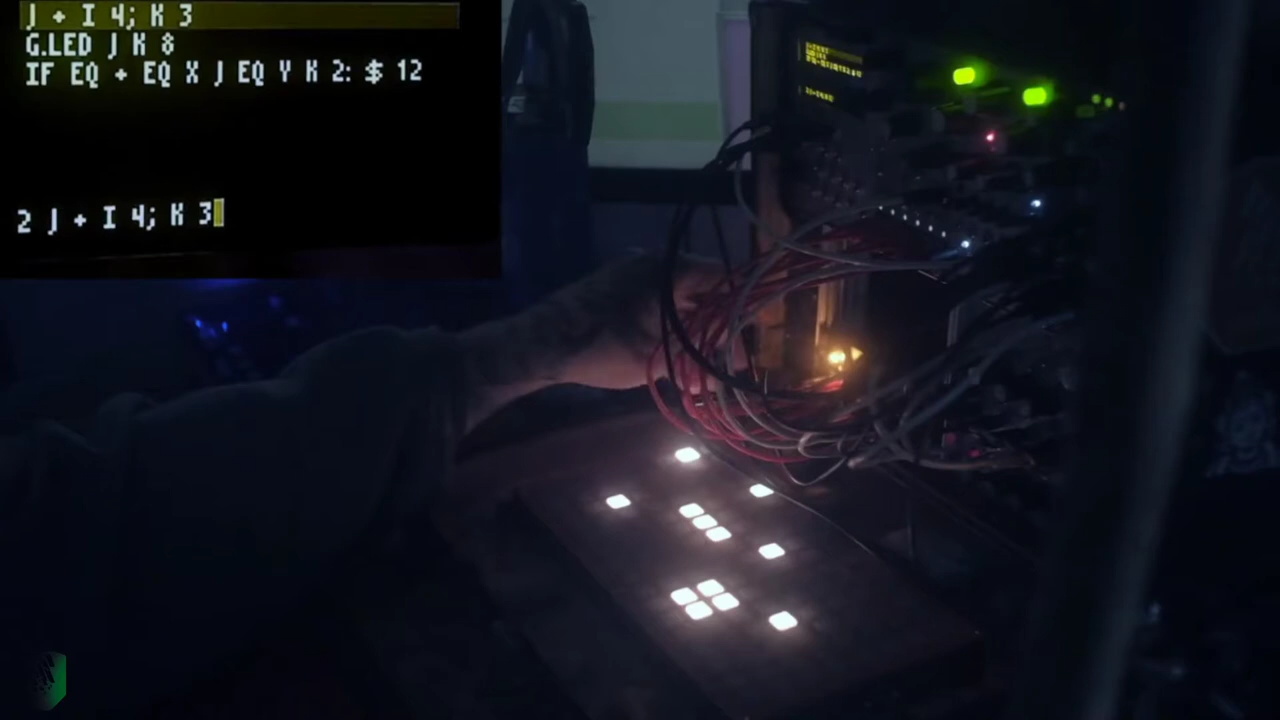 J + I 4; K 3
G.LED J K 8
IF EQ + EQ X J EQ Y K 2: $ 12
2 J + I 4; K 3